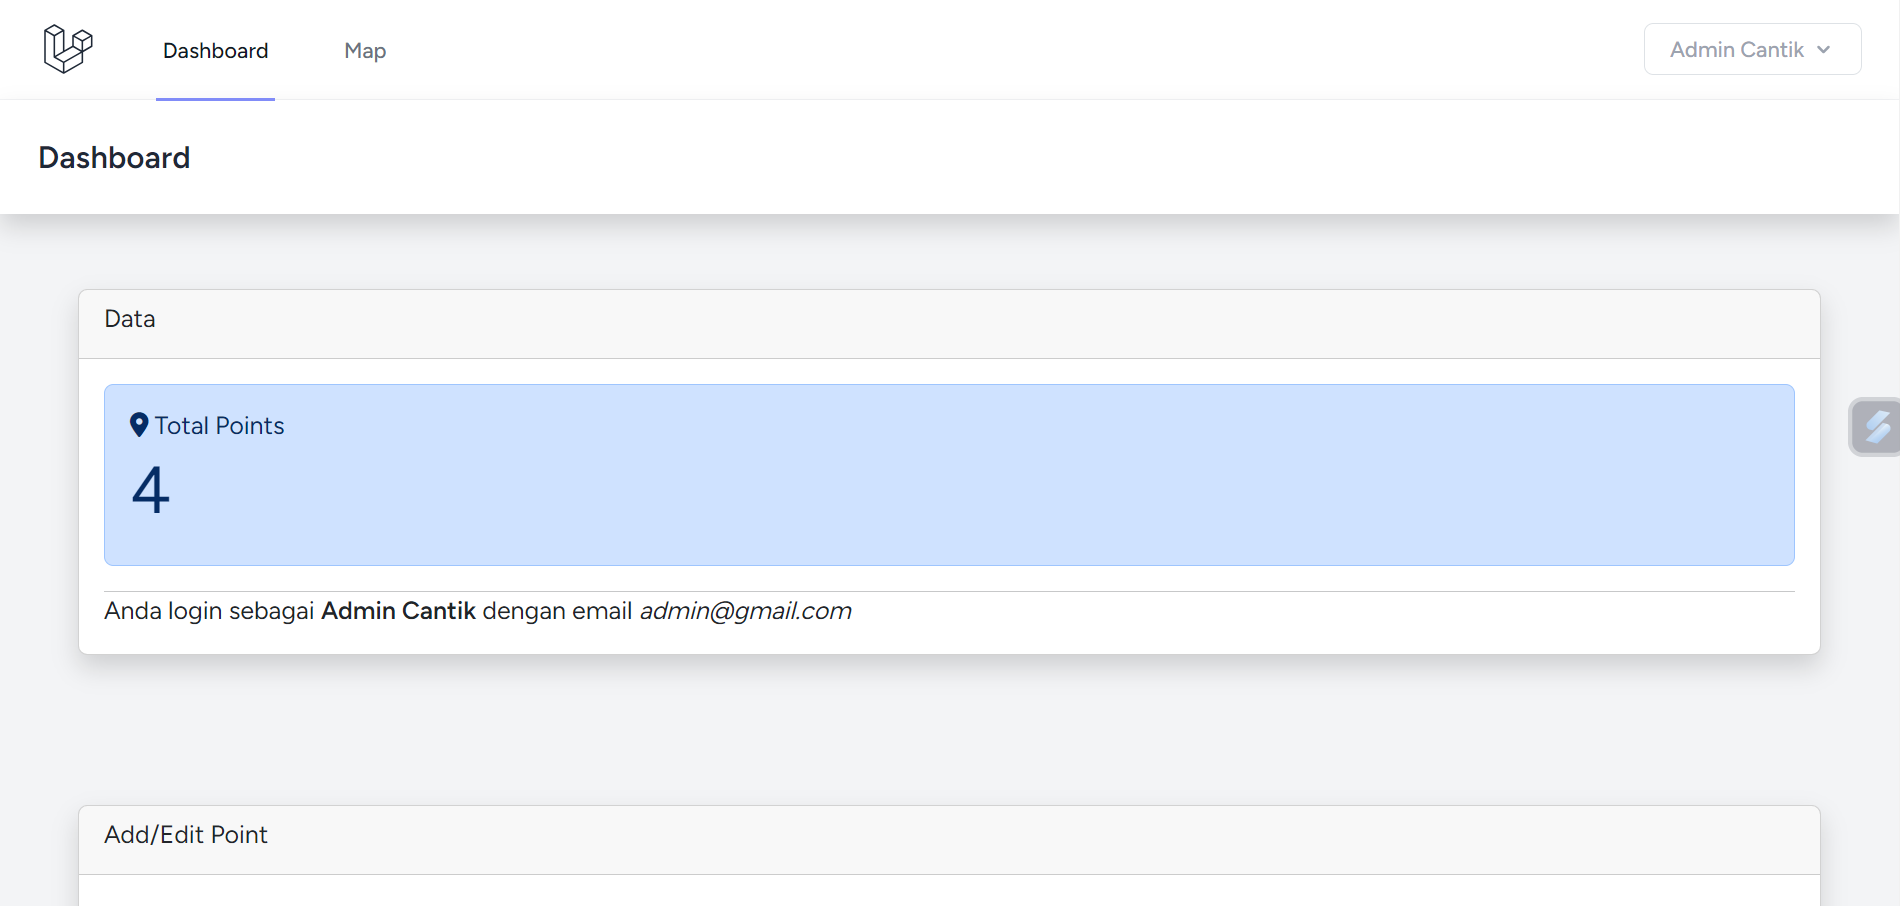 Dashboard
Map
Admin Cantik
Dashboard
Data
Total Points
4
Anda login sebagai Admin Cantik dengan email admin@gmail.com
Add/Edit Point